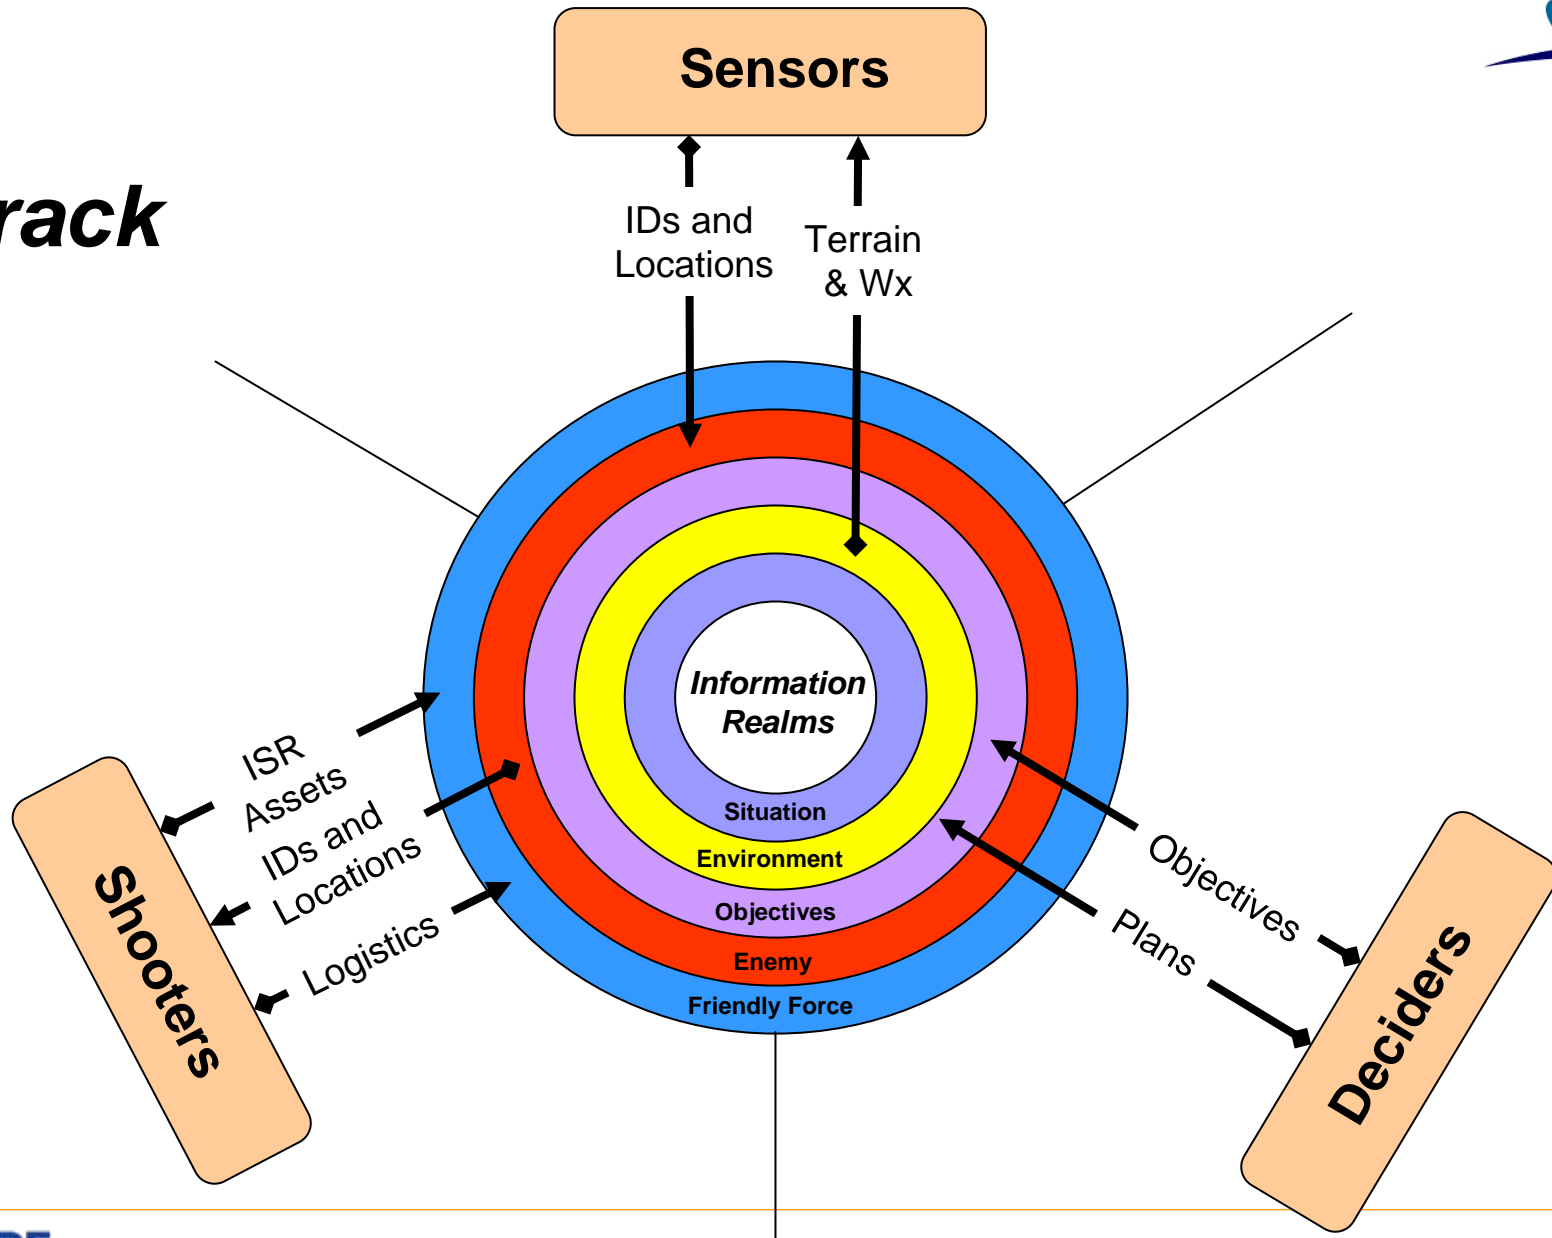 Sensors
rack
IDs and
Locations
Terrain
& Wx
Information
Realms
Situation
Environment
Objectives
Enemy
Friendly Force
ISR
Assets
IDs and
Locations
Logistics
Shooters
Objectives
Plans
Deciders